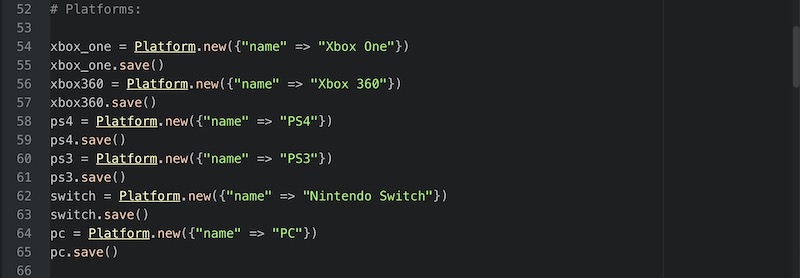 52 # Platforms:
53
54 xbox_one = Platform.new({"name" => "Xbox One"})
55 xbox_one.save()
56 xbox360 = Platform.new({"name" => "Xbox 360"})
57 xbox360.save()
58 ps4 = Platform.new({"name" => "PS4"})
59 ps4.save()
60 ps3 = Platform.new({"name" => "PS3"})
61 ps3.save()
62 switch = Platform.new({"name" => "Nintendo Switch"})
63 switch.save()
64 pc = Platform.new({"name" => "PC"})
65 pc.save()
66